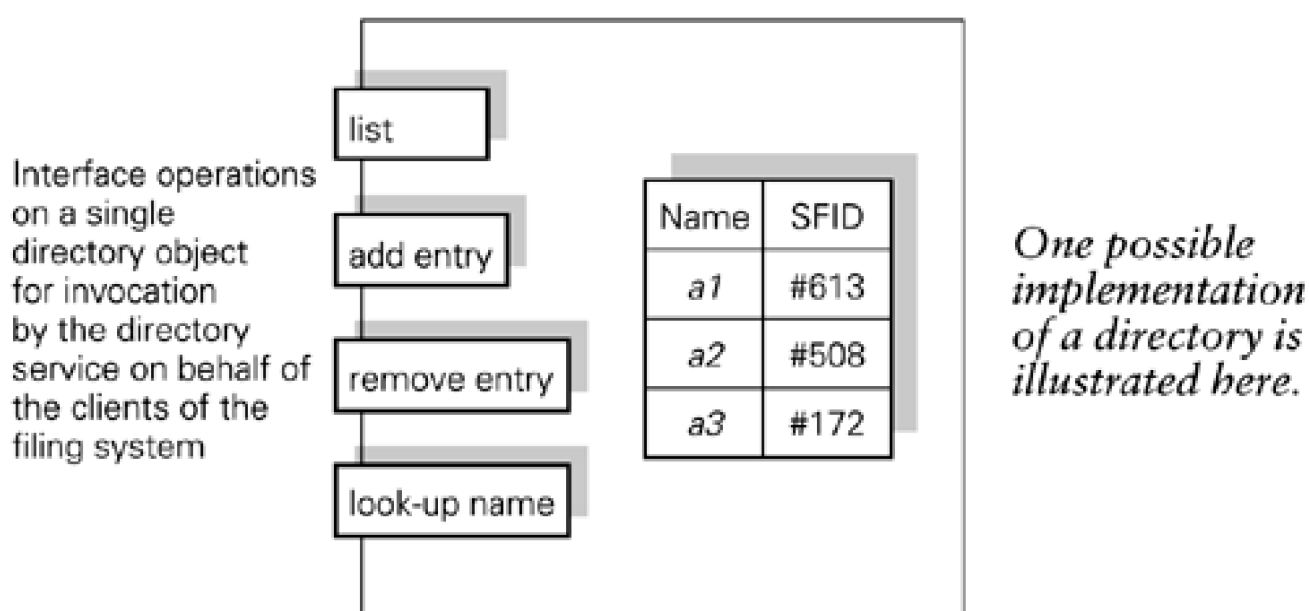 Interface operations
on a single
directory object
for invocation
by the directory
service on behalf of
the clients of the
filing system
list
add entry
remove entry
look-up name
Name SFID
a1 #613
a2 #508
a3 #172
One possible
implementation
of a directory is
illustrated here.